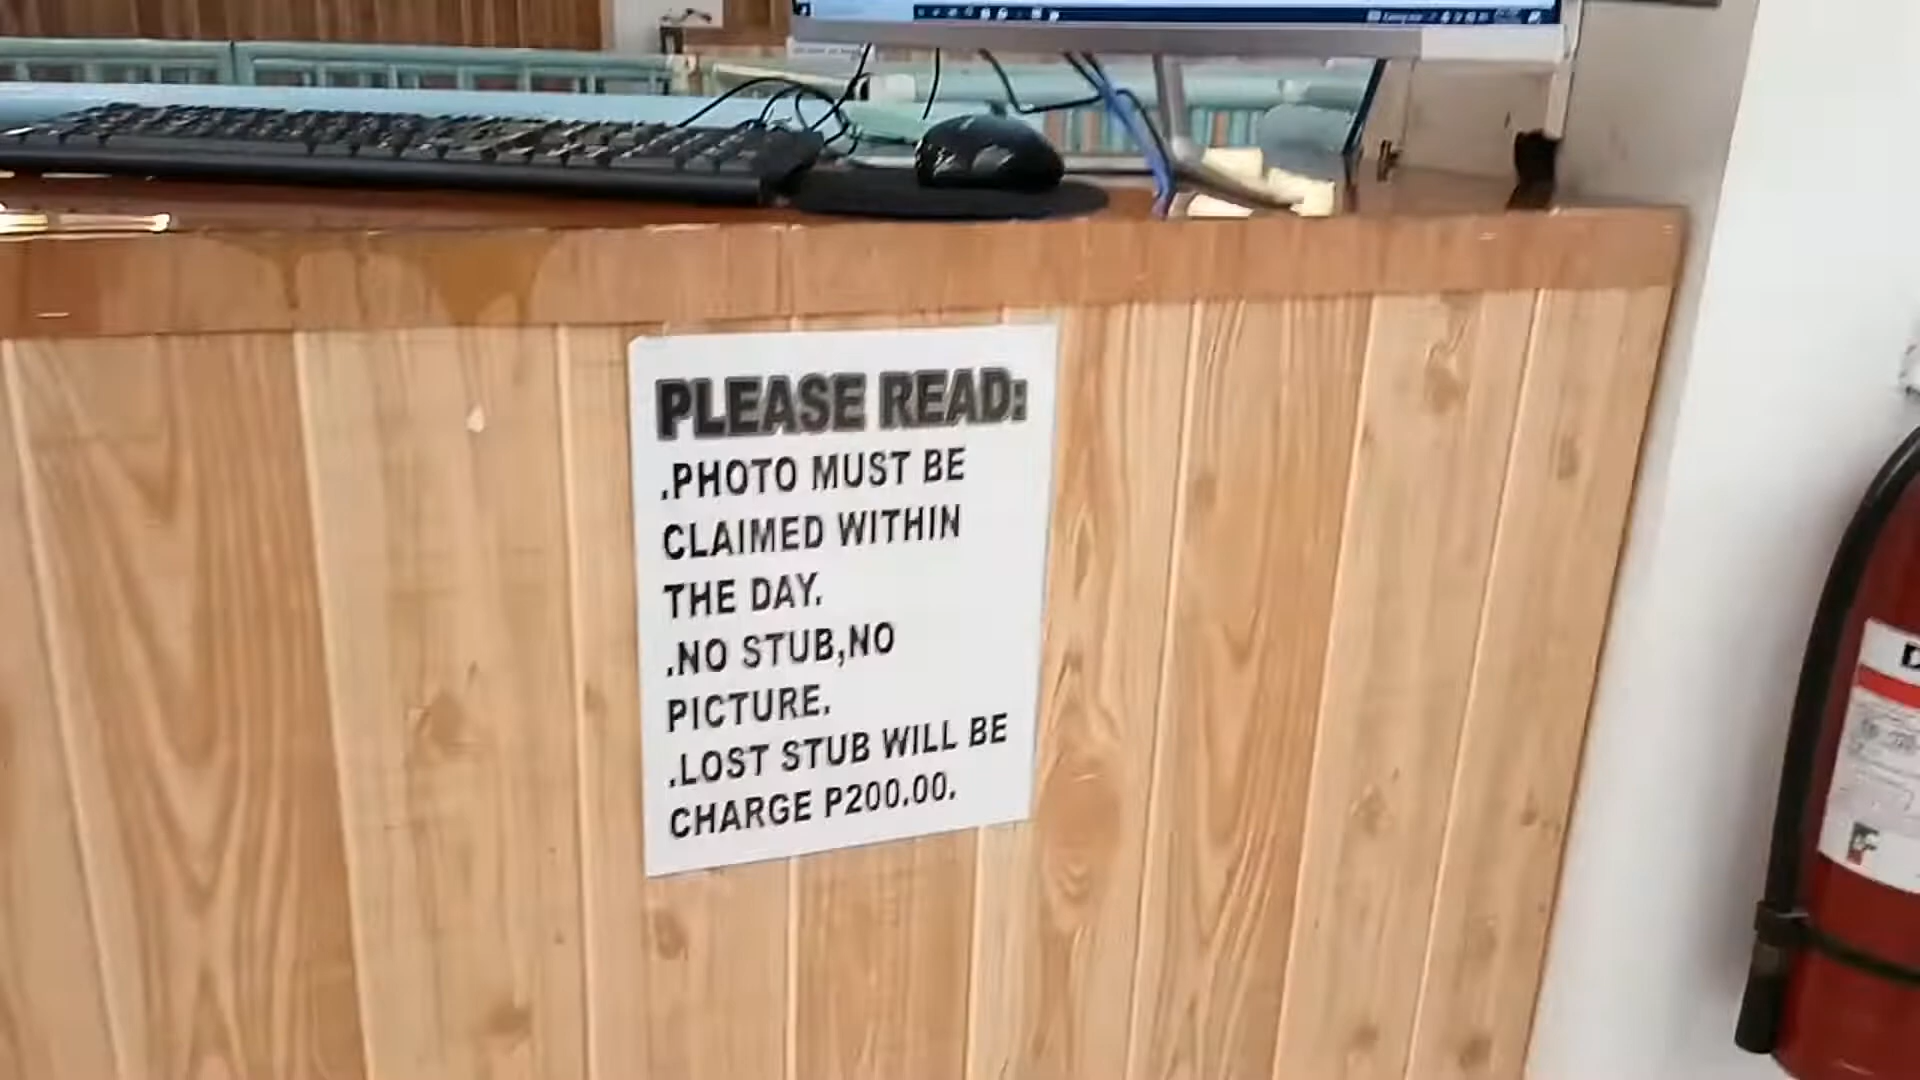 PLEASE READ:
.PHOTO MUST BE
CLAIMED WITHIN
THE DAY.
.NO STUB,NO
PICTURE.
.LOST STUB WILL BE
CHARGE P200.00.